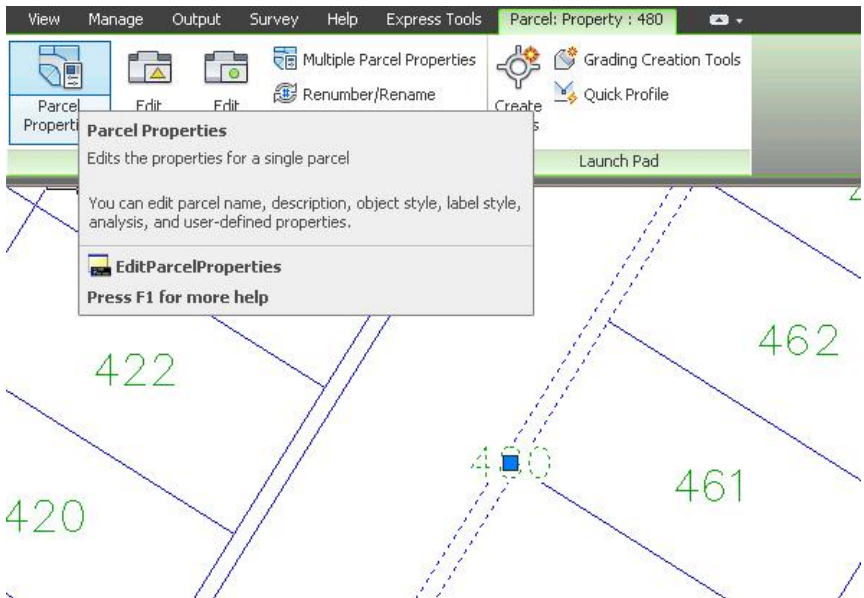 View Manage Output Survey Help Express Tools Parcel: Property : 480
Multiple Parcel Properties
Renumber/Rename
Parcel
Edit
Edit
Create
Grading Creation Tools
Quick Profile
Launch Pad
Parcel Properties
Edits the properties for a single parcel
You can edit parcel name, description, object style, label style,
analysis, and user-defined properties.
EditParcelProperties
Press F1 for more help
422
462
480
461
420